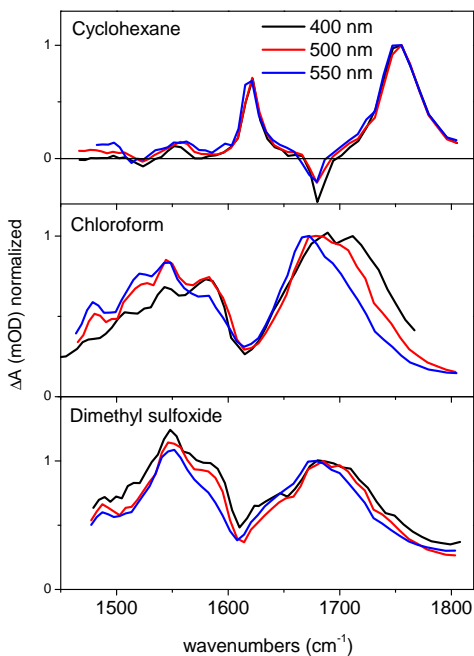 Cyclohexane
400 nm
500 nm
550 nm
1
0
Chloroform
1
0
Dimethyl sulfoxide
1
0
ΔA (mOD) normalized
1500 1600 1700 1800
wavenumbers (cm⁻¹)